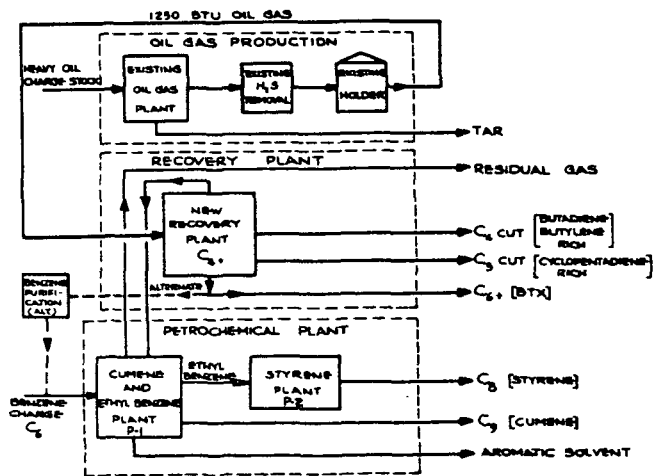 1250 BTU OIL GAS
OIL GAS PRODUCTION
HEAVY OIL
CHARGE-STOCK
EXISTING
OIL GAS
PLANT
EXISTING
H2S
REMOVAL
EXISTING
HOLDER
TAR
RECOVERY PLANT
RESIDUAL GAS
NEW
RECOVERY
PLANT
C4 CUT [BUTADIENE-
BUTYLENE
RICH]
C5 CUT [CYCLOPENTADIENE-
RICH]
BENZENE
PURIFI-
CATION
(ALT.)
ALTERNATE
C6+ [BTX]
PETROCHEMICAL PLANT
CUMENE
AND
ETHYL BENZENE
PLANT
P-1
ETHYL
BENZENE
STYRENE
PLANT
P-2
C8 [STYRENE]
BENZENE
CHARGE-
C6
C9 [CUMENE]
AROMATIC SOLVENT